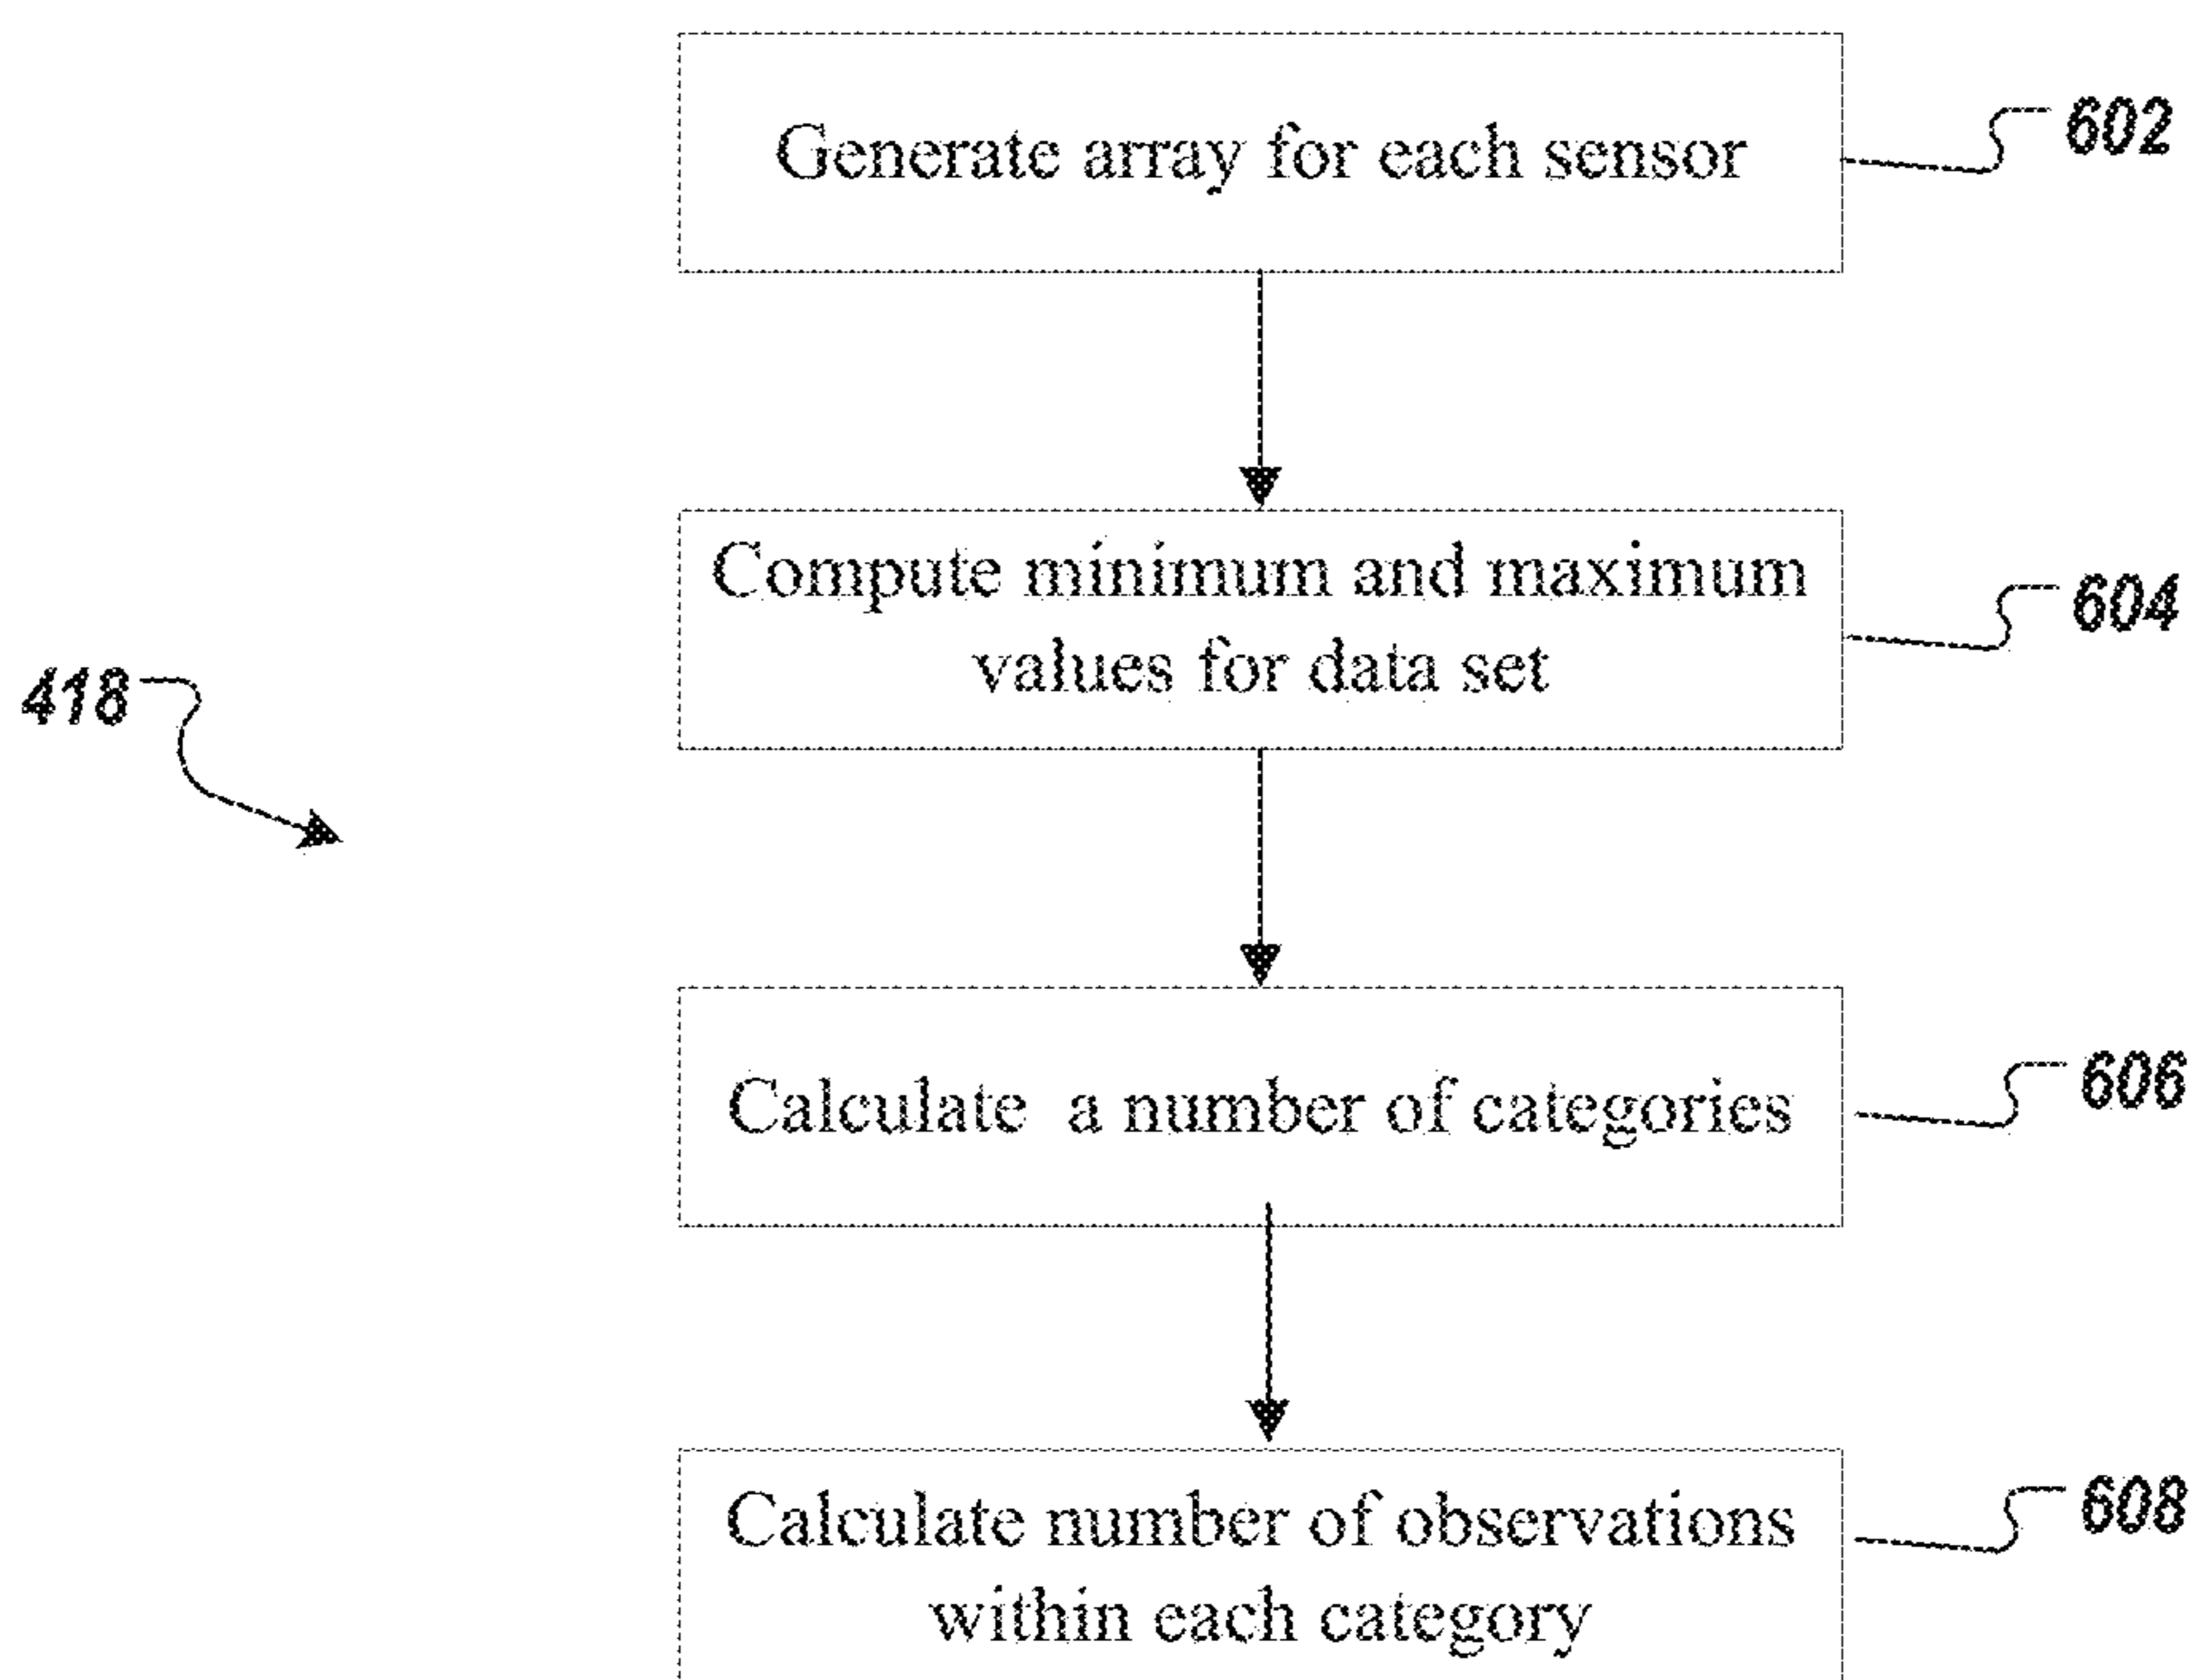 Generate array for each sensor
602
Compute minimum and maximum
values for data set
604
418
Calculate a number of categories
606
Calculate number of observations
within each category
608